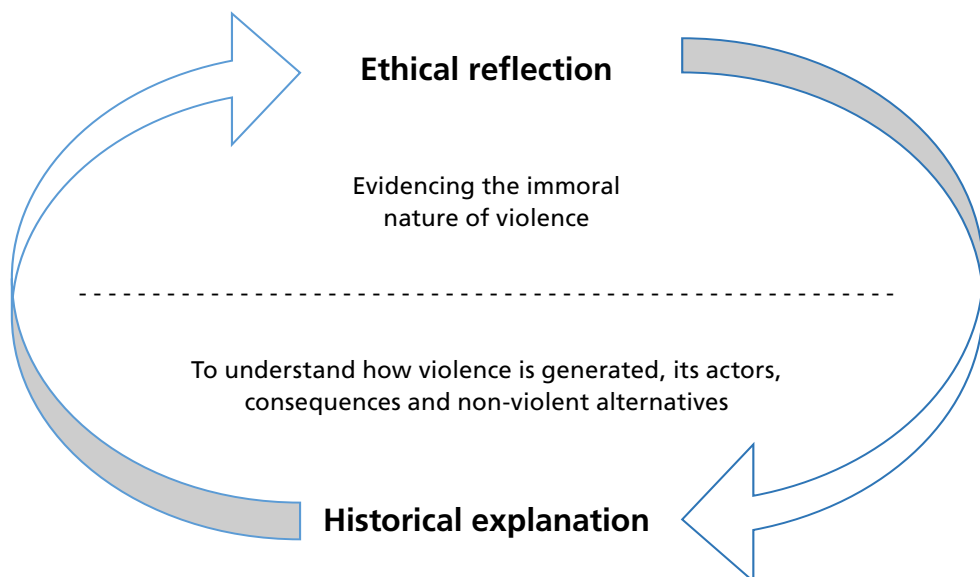 Ethical reflection
Evidencing the immoral
nature of violence
To understand how violence is generated, its actors,
consequences and non-violent alternatives
Historical explanation